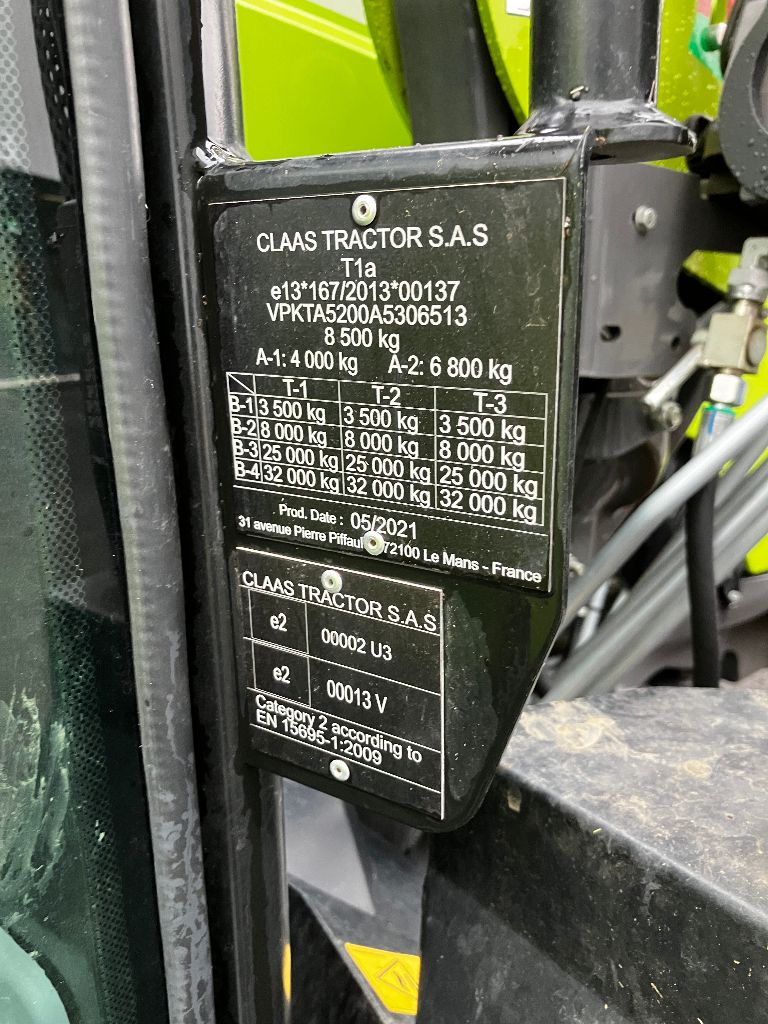 CLAAS TRACTOR S.A.S
T1a
e13*167/2013*00137
VPKTA5200A5306513
8 500 kg
A-1: 4 000 kg A-2: 6 800 kg
T-1 T-2 T-3
B-1 3 500 kg 3 500 kg 3 500 kg
B-2 8 000 kg 8 000 kg 8 000 kg
B-3 25 000 kg 25 000 kg 25 000 kg
B-4 32 000 kg 32 000 kg 32 000 kg
Prod. Date : 05/2021
31 avenue Pierre 72100 Le Mans - France
CLAAS TRACTOR S.A.S
e2 00002 U3
e2 00013 V
Category 2 according to
EN 15695-1:2009